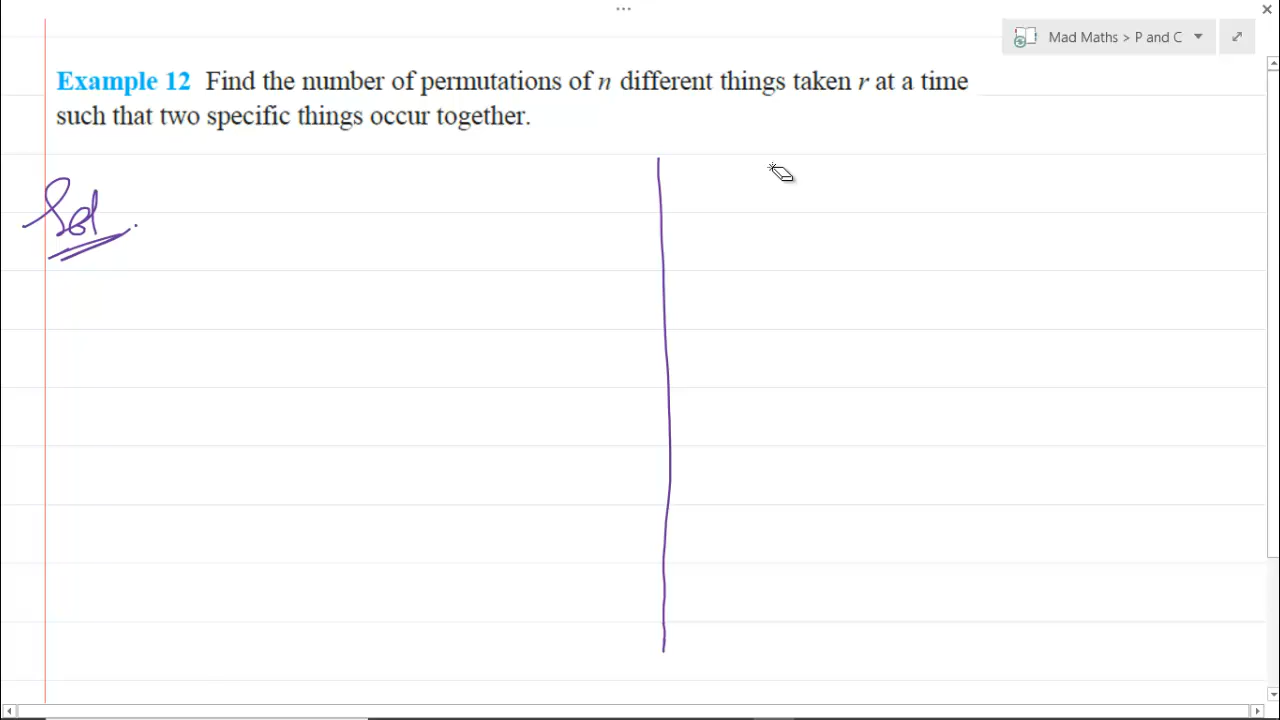 Mad Maths > P and C
Example 12 Find the number of permutations of n different things taken r at a time
such that two specific things occur together.
Sol.